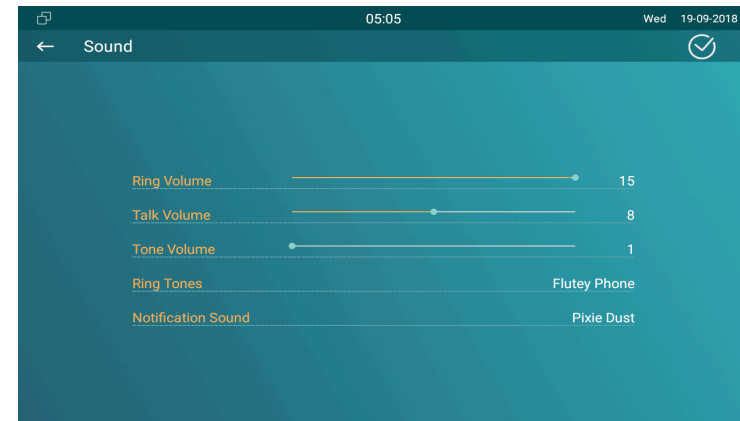 05:05 Wed 19-09-2018
Sound
Ring Volume 15
Talk Volume 8
Tone Volume 1
Ring Tones Flutey Phone
Notification Sound Pixie Dust